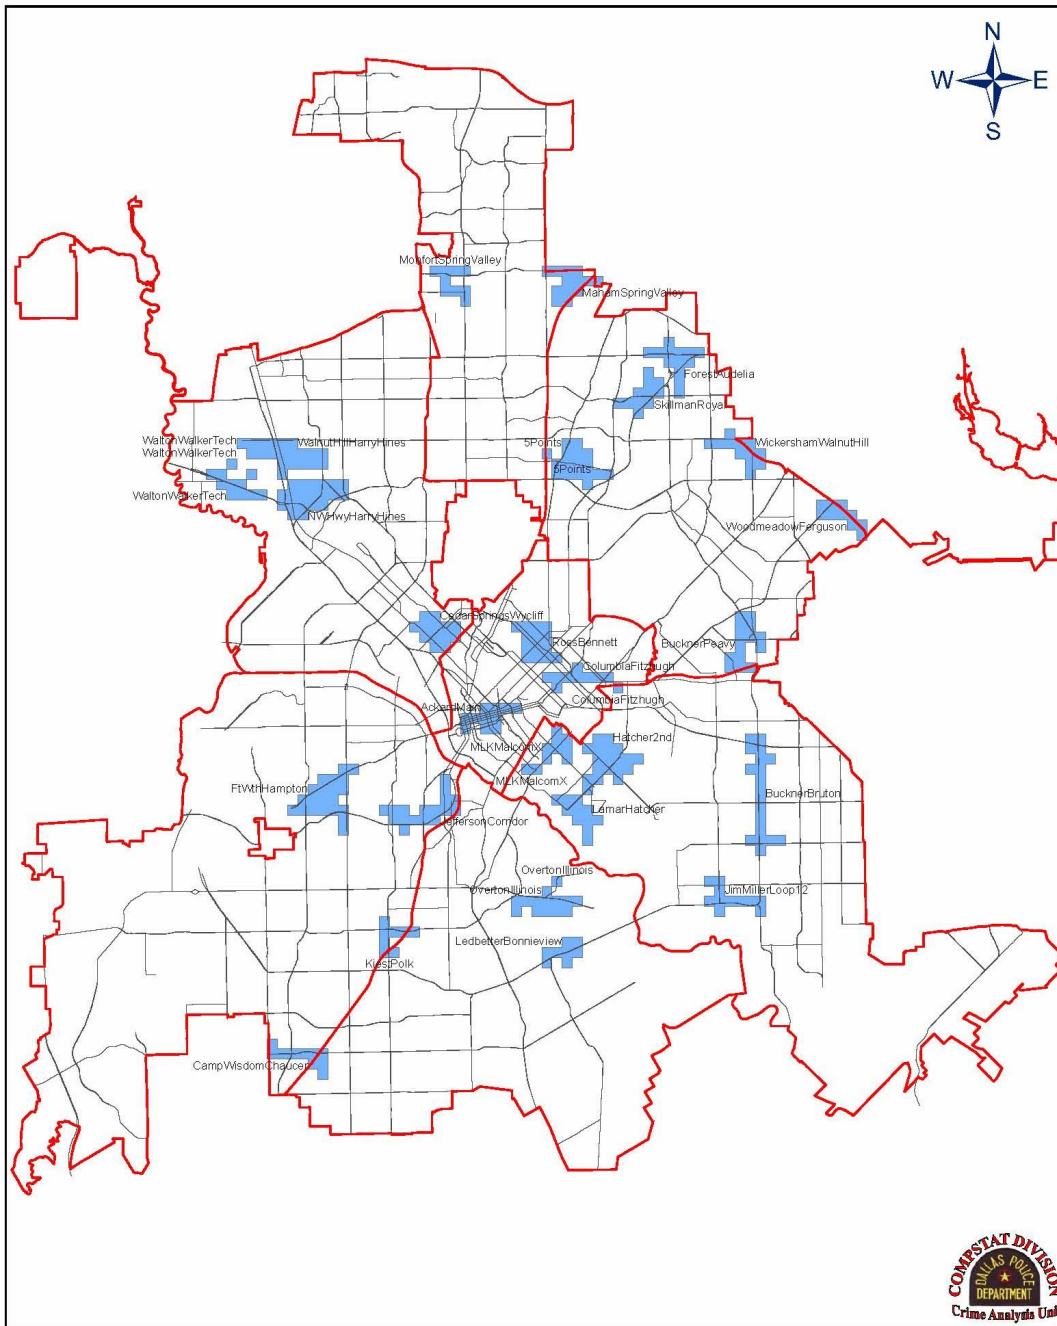 N
W E
S
MonfortSpringValley
MahamSpringValley
ForestAudelia
SkillmanRoyal
WaltonWalkerTech
WalnutHillHarryHines
5Points
WickershamWalnutHill
WaltonWalkerTech
5Points
WaltonWalkerTech
NWHwyHarryHines
WoodmeadowFerguson
CedarSpringsWycliff
RossBennett
BucknerPeavy
ColumbiaFitzhugh
ColumbiaFitzhugh
AckardMain
Hatcher2nd
MLKMalcomX
MLKMalcomX
FtWthHampton
BucknerBruton
LamarHatcher
JeffersonCorridor
OvertonIllinois
OvertonIllinois
JimMillerLoop12
LedbetterBonnieview
KiestPolk
CampWisdomChaucer
COMPSTAT DIVISION
DALLAS POLICE
DEPARTMENT
Crime Analysis Unit